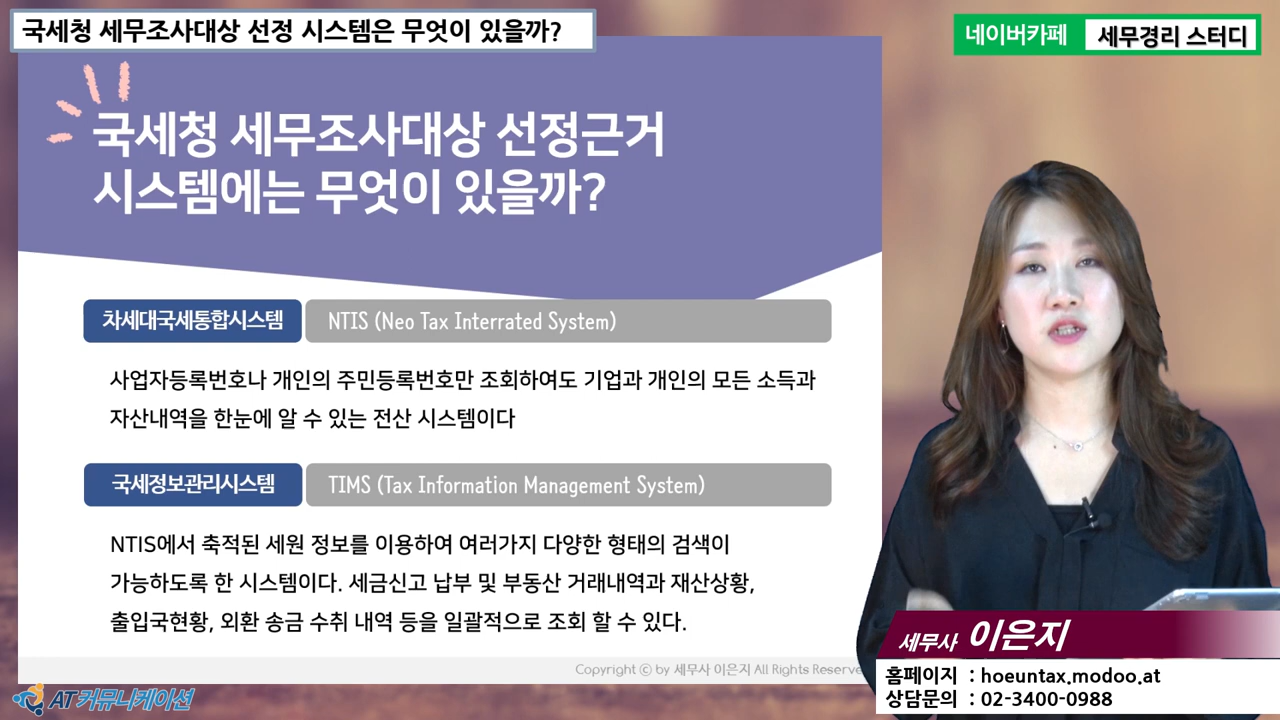 국세청 세무조사대상 선정 시스템은 무엇이 있을까?
네이버카페 세무경리 스터디
국세청 세무조사대상 선정근거
시스템에는 무엇이 있을까?
차세대국세통합시스템 NTIS (Neo Tax Interrated System)
사업자등록번호나 개인의 주민등록번호만 조회하여도 기업과 개인의 모든 소득과
자산내역을 한눈에 알 수 있는 전산 시스템이다
국세정보관리시스템 TIMS (Tax Information Management System)
NTIS에서 축적된 세원 정보를 이용하여 여러가지 다양한 형태의 검색이
가능하도록 한 시스템이다. 세금신고 납부 및 부동산 거래내역과 재산상황,
출입국현황, 외환 송금 수취 내역 등을 일괄적으로 조회 할 수 있다.
Copyright ⓒ by 세무사 이은지 All Rights Reserve
세무사 이은지
홈페이지 : hoeuntax.modoo.at
상담문의 : 02-3400-0988
AT커뮤니케이션